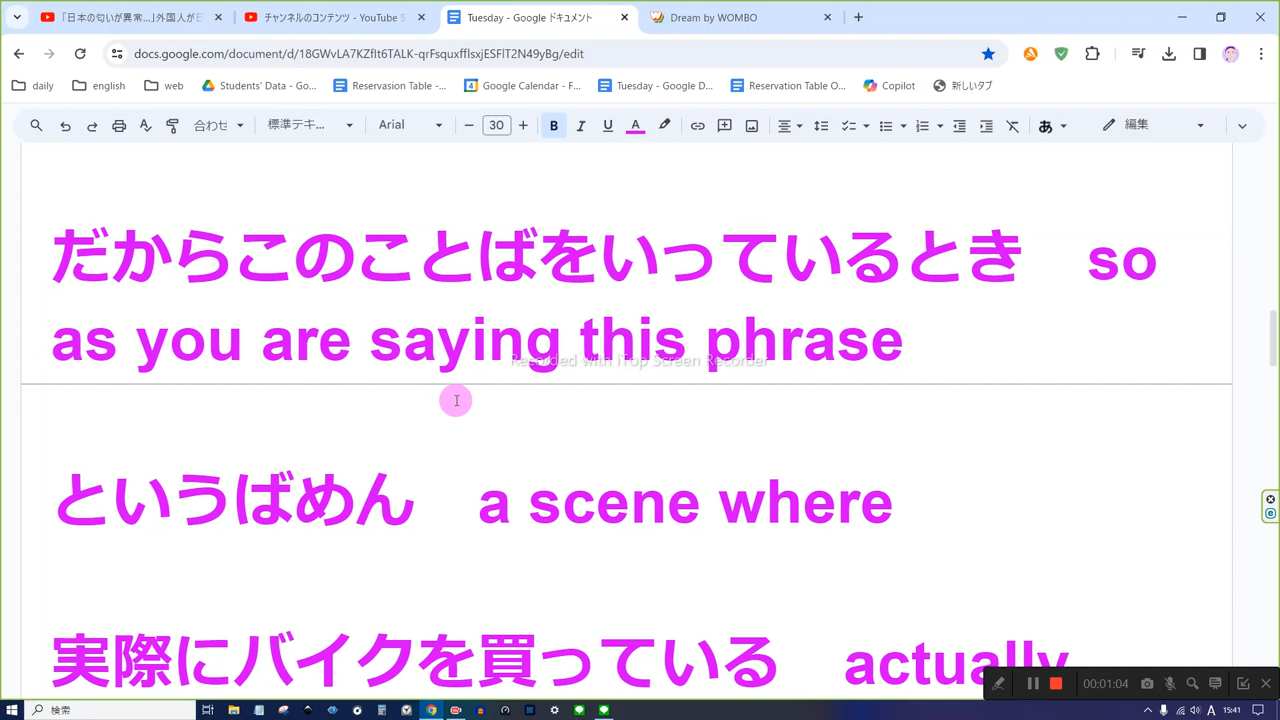 「日本の匂いが異常...」外国人が日
チャンネルのコンテンツ - YouTube S
Tuesday - Google ドキュメント
Dream by WOMBO
docs.google.com/document/d/
daily
english
web
Students' Data - Go...
Reservasion Table -...
Google Calendar - F...
Tuesday - Google D...
Reservation Table O...
Copilot
新しいタブ
合わせ
標準テキ...
Arial
30
B
I
U
A
あ
編集
だからこのことばをいっているとき so
as you are saying this phrase
Recorded with iTop Screen Recorder
というばめん a scene where
実際にバイクを買っている actually
00:01:04
検索
A
15:41